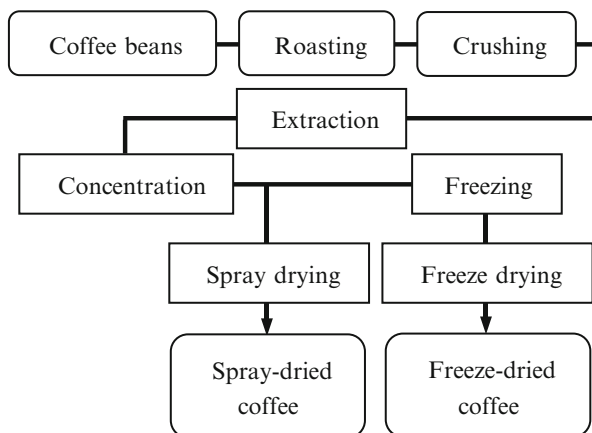 Coffee beans
Roasting
Crushing
Extraction
Concentration
Freezing
Spray drying
Freeze drying
Spray-dried
coffee
Freeze-dried
coffee